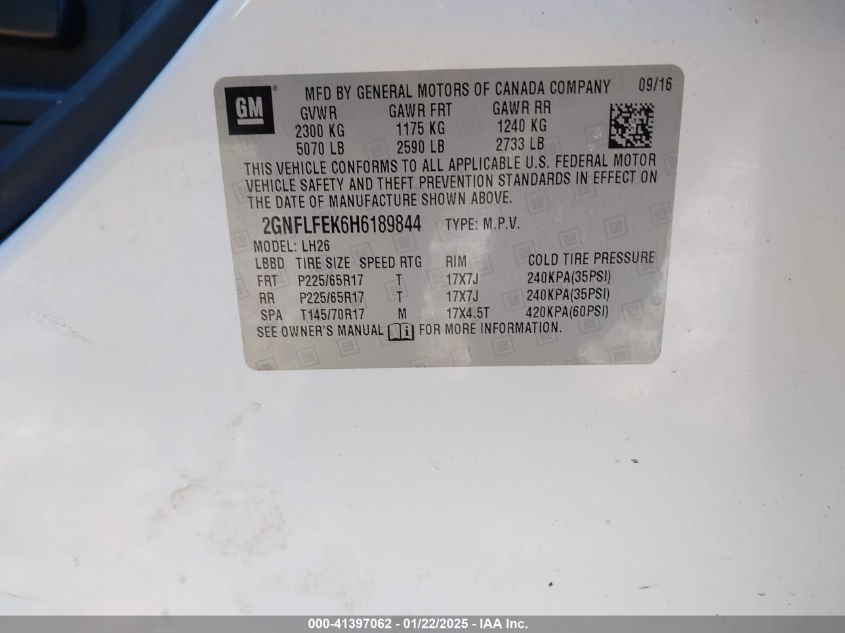 GM
MFD BY GENERAL MOTORS OF CANADA COMPANY 09/16
GVWR GAWR FRT GAWR RR
2300 KG 1175 KG 1240 KG
5070 LB 2590 LB 2733 LB
THIS VEHICLE CONFORMS TO ALL APPLICABLE U.S. FEDERAL MOTOR
VEHICLE SAFETY AND THEFT PREVENTION STANDARDS IN EFFECT ON
THE DATE OF MANUFACTURE SHOWN ABOVE.
2GNFLFEK6H6189844 TYPE: M.P.V.
MODEL: LH26
LBBD TIRE SIZE SPEED RTG RIM COLD TIRE PRESSURE
FRT P225/65R17 T 17X7J 240KPA(35PSI)
RR P225/65R17 T 17X7J 240KPA(35PSI)
SPA T145/70R17 M 17X4.5T 420KPA(60PSI)
SEE OWNER'S MANUAL FOR MORE INFORMATION.
000-41397062 - 01/22/2025 - IAA Inc.